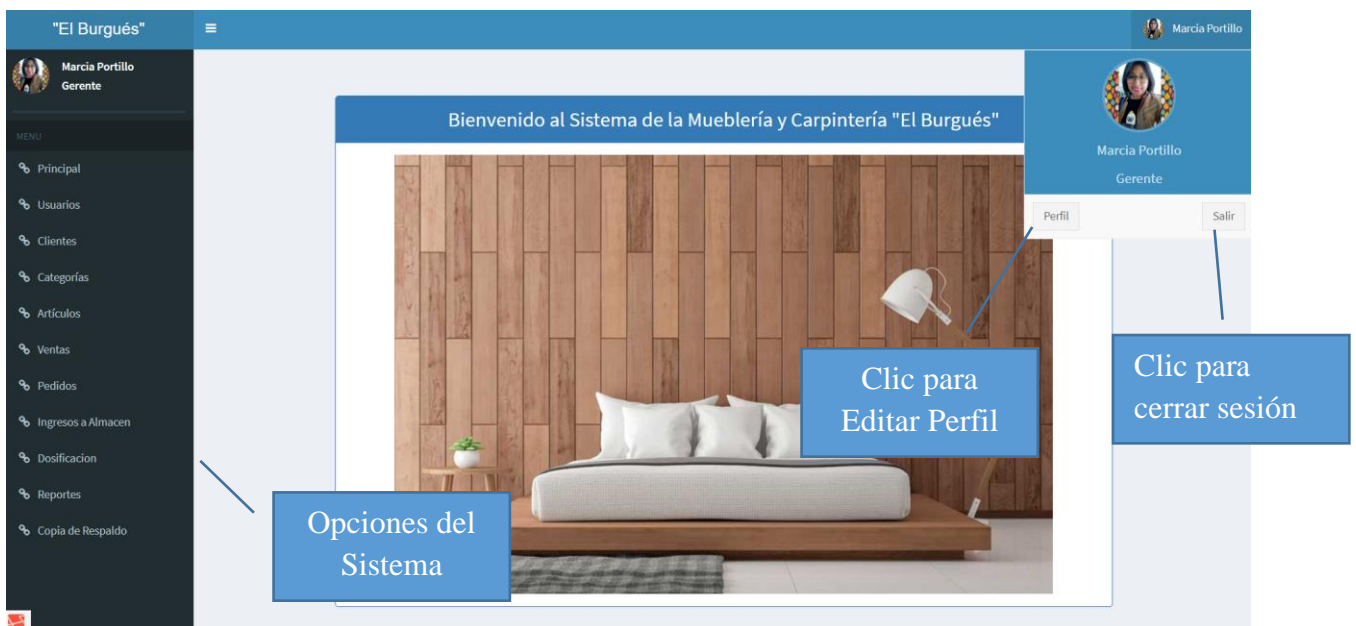 "El Burgués"
Marcia Portillo
Marcia Portillo
Gerente
MENU
Principal
Usuarios
Clientes
Categorías
Artículos
Ventas
Pedidos
Ingresos a Almacen
Dosificacion
Reportes
Copia de Respaldo
Bienvenido al Sistema de la Mueblería y Carpintería "El Burgués"
Marcia Portillo
Gerente
Perfil
Salir
Clic para
Editar Perfil
Clic para
cerrar sesión
Opciones del
Sistema